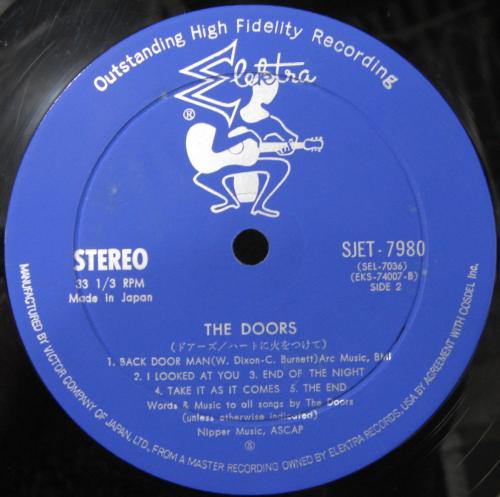 Outstanding High Fidelity Recording
Elektra
®
STEREO
33 1/3 RPM
Made in Japan
SJET-7980
(SEL-7036)
(EKS-74007-B)
SIDE 2
THE DOORS
(ドアーズ/ハートに火をつけて)
1. BACK DOOR MAN(W. Dixon-C. Burnett)Arc Music, BMI
2. I LOOKED AT YOU 3. END OF THE NIGHT
4. TAKE IT AS IT COMES 5. THE END
Words & Music to all songs by The Doors
(unless otherwise indicated)
Nipper Music, ASCAP
MANUFACTURED BY VICTOR COMPANY OF JAPAN, LTD., FROM A MASTER RECORDING OWNED BY ELEKTRA RECORDS, USA BY AGREEMENT WITH COSDEL Inc.